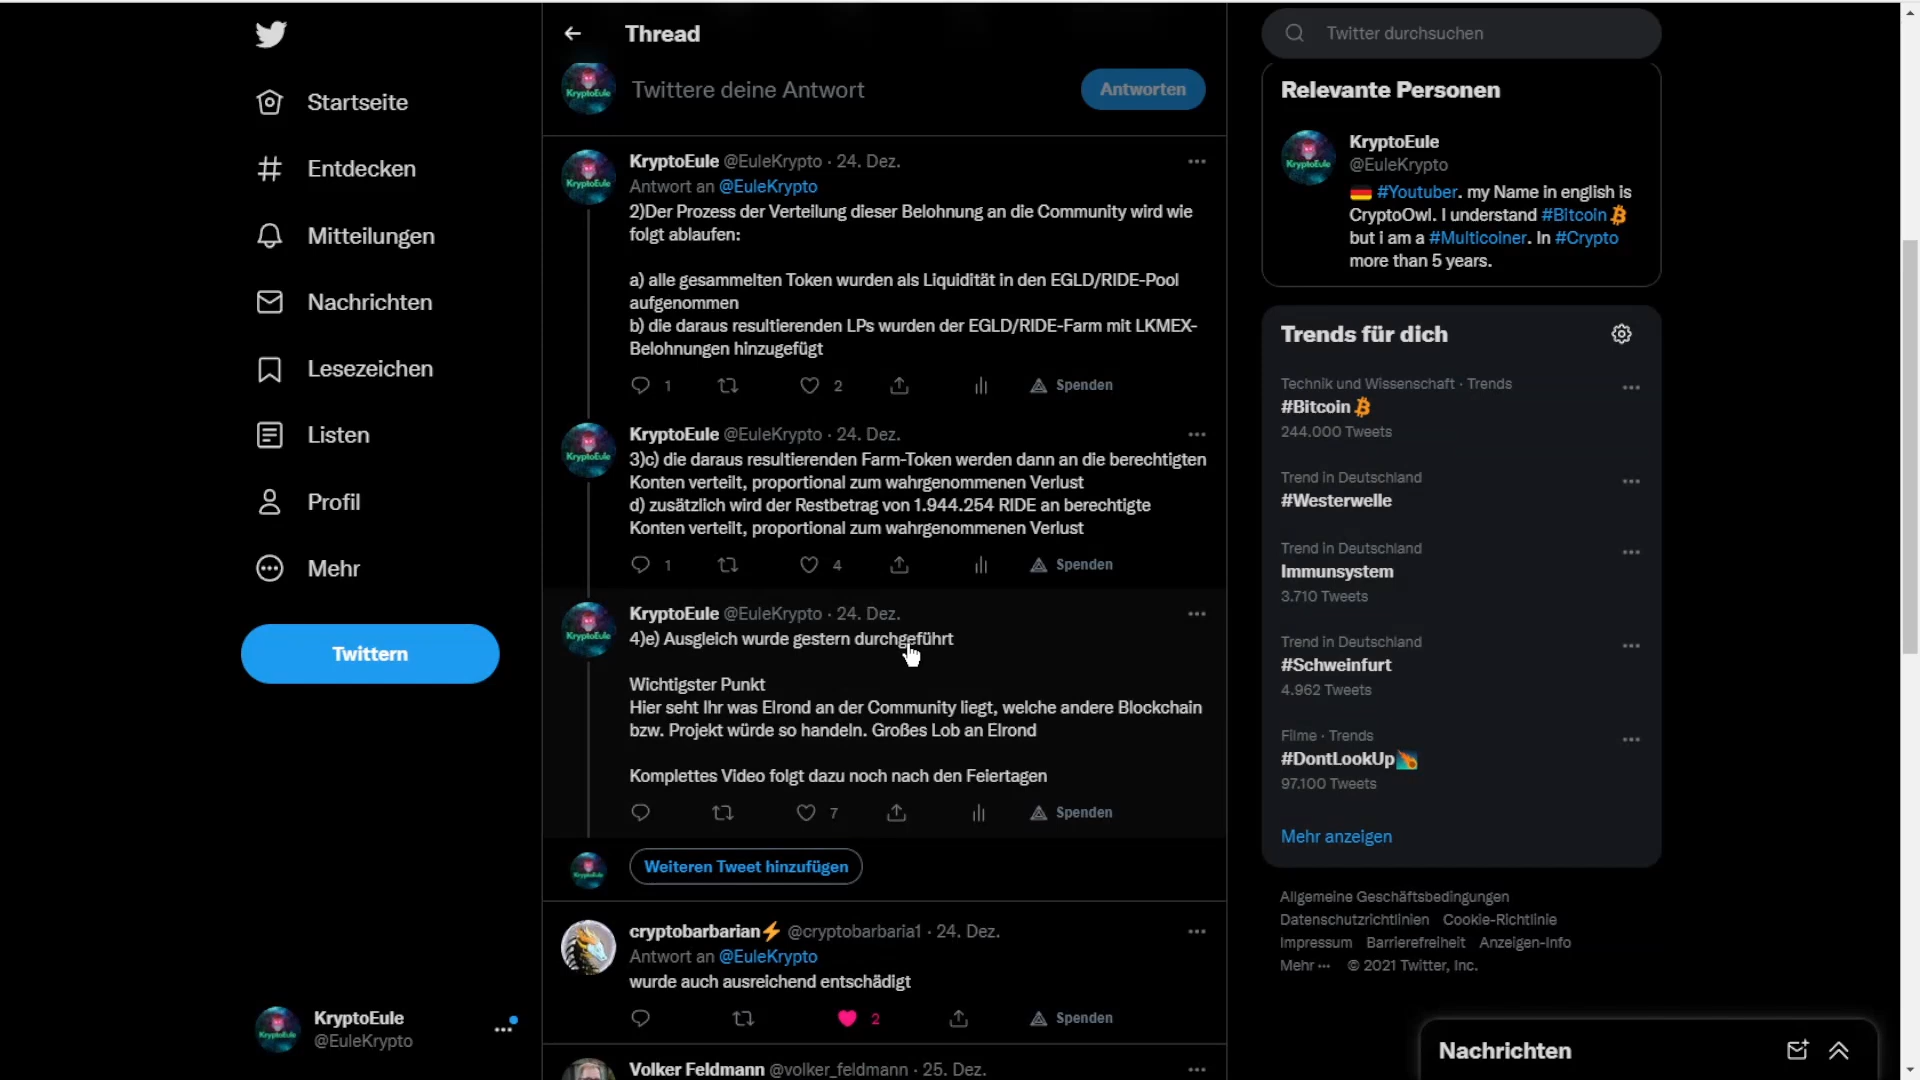 Startseite
Entdecken
Mitteilungen
Nachrichten
Lesezeichen
Listen
Profil
Mehr
Twittern
KryptoEule
@EuleKrypto
Thread
KryptoEule
Twittere deine Antwort
Antworten
KryptoEule
KryptoEule @EuleKrypto · 24. Dez.
Antwort an @EuleKrypto
2)Der Prozess der Verteilung dieser Belohnung an die Community wird wie
folgt ablaufen:
a) alle gesammelten Token wurden als Liquidität in den EGLD/RIDE-Pool
aufgenommen
b) die daraus resultierenden LPs wurden der EGLD/RIDE-Farm mit LKMEX-
Belohnungen hinzugefügt
1 2 Spenden
KryptoEule
KryptoEule @EuleKrypto · 24. Dez.
3)c) die daraus resultierenden Farm-Token werden dann an die berechtigten
Konten verteilt, proportional zum wahrgenommenen Verlust
d) zusätzlich wird der Restbetrag von 1.944.254 RIDE an berechtigte
Konten verteilt, proportional zum wahrgenommenen Verlust
1 4 Spenden
KryptoEule
KryptoEule @EuleKrypto · 24. Dez.
4)e) Ausgleich wurde gestern durchgeführt
Wichtigster Punkt
Hier seht Ihr was Elrond an der Community liegt, welche andere Blockchain
bzw. Projekt würde so handeln. Großes Lob an Elrond
Komplettes Video folgt dazu noch nach den Feiertagen
7 Spenden
KryptoEule
Weiteren Tweet hinzufügen
cryptobarbarian⚡ @cryptobarbaria1 · 24. Dez.
Antwort an @EuleKrypto
wurde auch ausreichend entschädigt
2 Spenden
Volker Feldmann @volker_feldmann · 25. Dez.
Twitter durchsuchen
Relevante Personen
KryptoEule
KryptoEule
@EuleKrypto
🇩🇪 #Youtuber. my Name in english is
CryptoOwl. I understand #Bitcoin
but i am a #Multicoiner. In #Crypto
more than 5 years.
Trends für dich
Technik und Wissenschaft · Trends
#Bitcoin
244.000 Tweets
Trend in Deutschland
#Westerwelle
Trend in Deutschland
Immunsystem
3.710 Tweets
Trend in Deutschland
#Schweinfurt
4.962 Tweets
Filme · Trends
#DontLookUp
97.100 Tweets
Mehr anzeigen
Allgemeine Geschäftsbedingungen
Datenschutzrichtlinien Cookie-Richtlinie
Impressum Barrierefreiheit Anzeigen-Info
Mehr ··· © 2021 Twitter, Inc.
Nachrichten